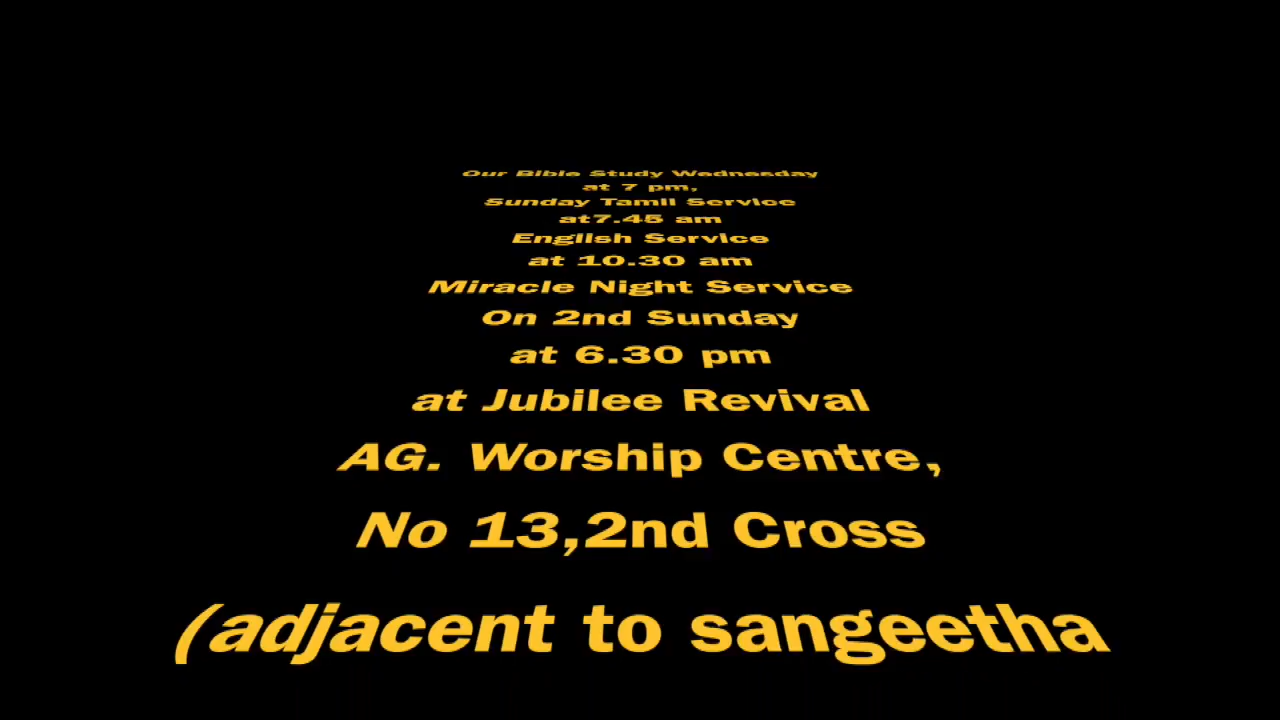 Our Bible Study Wednesday
at 7 pm,
Sunday Tamil Service
at7.45 am
English Service
at 10.30 am
Miracle Night Service
On 2nd Sunday
at 6.30 pm
at Jubilee Revival
AG. Worship Centre,
No 13,2nd Cross
(adjacent to sangeetha